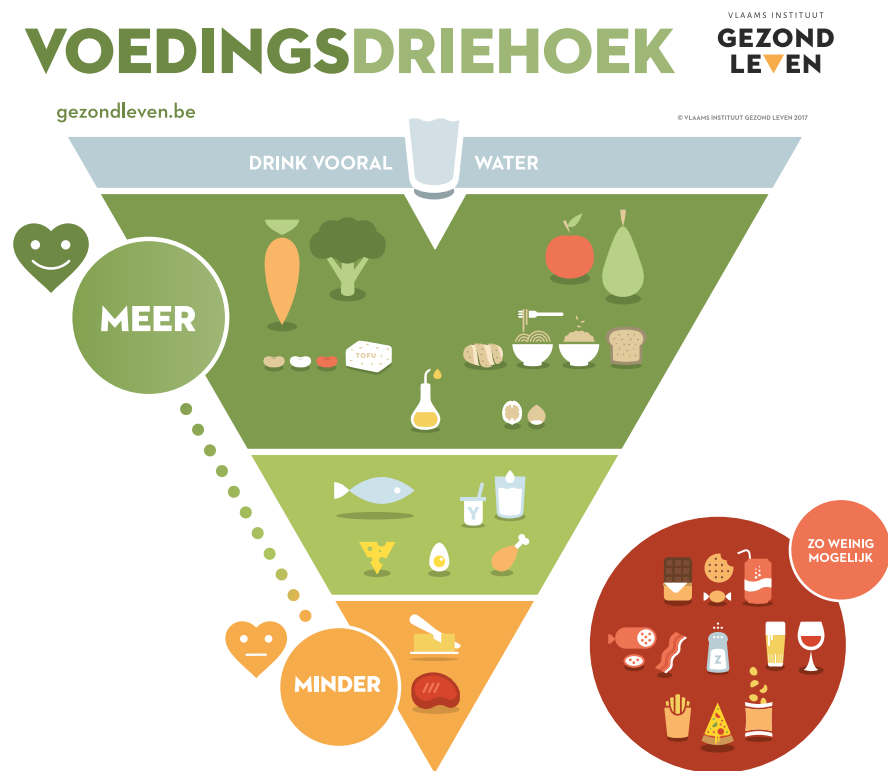 VLAAMS INSTITUUT
GEZOND
LEVEN
VOEDINGSDRIEHOEK
gezondleven.be
© VLAAMS INSTITUUT GEZOND LEVEN 2017
DRINK VOORAL WATER
MEER
TOFU
Y
ZO WEINIG
MOGELIJK
Z
MINDER